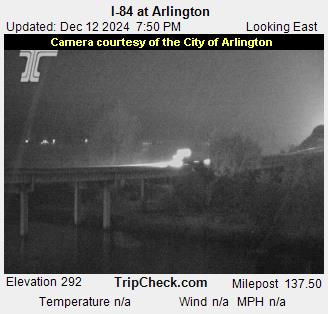 I-84 at Arlington
Updated: Dec 12 2024 7:50 PM Looking East
Camera courtesy of the City of Arlington
Elevation 292 TripCheck.com Milepost 137.50
Temperature n/a Wind n/a MPH n/a